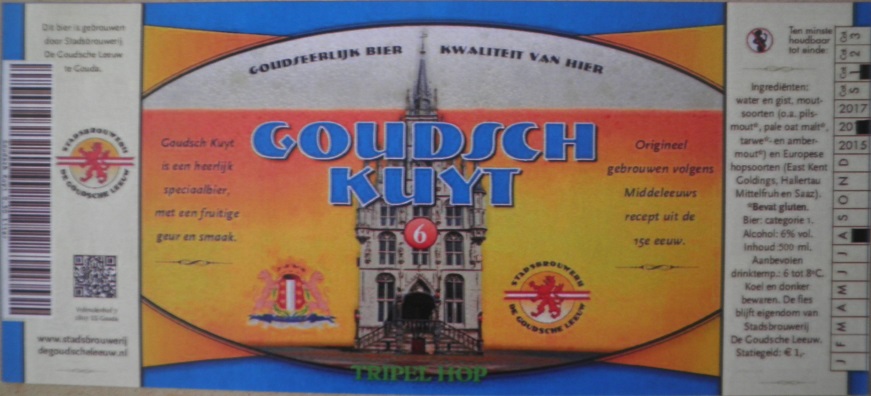 Dit bier is gebrouwen
door Stadsbrouwerij
De Goudsche Leeuw
te Gouda.
STADSBROUWERIJ
DE GOUDSCHE LEEUW
www.stadsbrouwerij
degoudscheleeuw.nl
GOUDSEERLIJK BIER KWALITEIT VAN HIER
GOUDSCH
KUYT
6
Goudsch Kuyt
is een heerlijk
speciaalbier,
met een fruitige
geur en smaak.
Origineel
gebrouwen volgens
Middeleeuws
recept uit de
15e eeuw.
STADSBROUWERIJ
DE GOUDSCHE LEEUW
TRIPEL HOP
Ten minste
houdbaar
tot einde:
Ingrediënten:
water en gist, mout-
soorten (o.a. pils-
mout*, pale oat malt*,
tarwe*- en amber-
mout*) en Europese
hopsoorten (East Kent
Goldings, Hallertau
Mittelfruh en Saaz).
*Bevat gluten.
Bier: categorie 1.
Alcohol: 6% vol.
Inhoud 500 ml.
Aanbevolen
drinktemp.: 6 tot 8°C.
Koel en donker
bewaren. De fles
blijft eigendom van
Stadsbrouwerij
De Goudsche Leeuw.
Statiegeld: € 1,-
2017
20
2015
J F M A M J J A S O N D